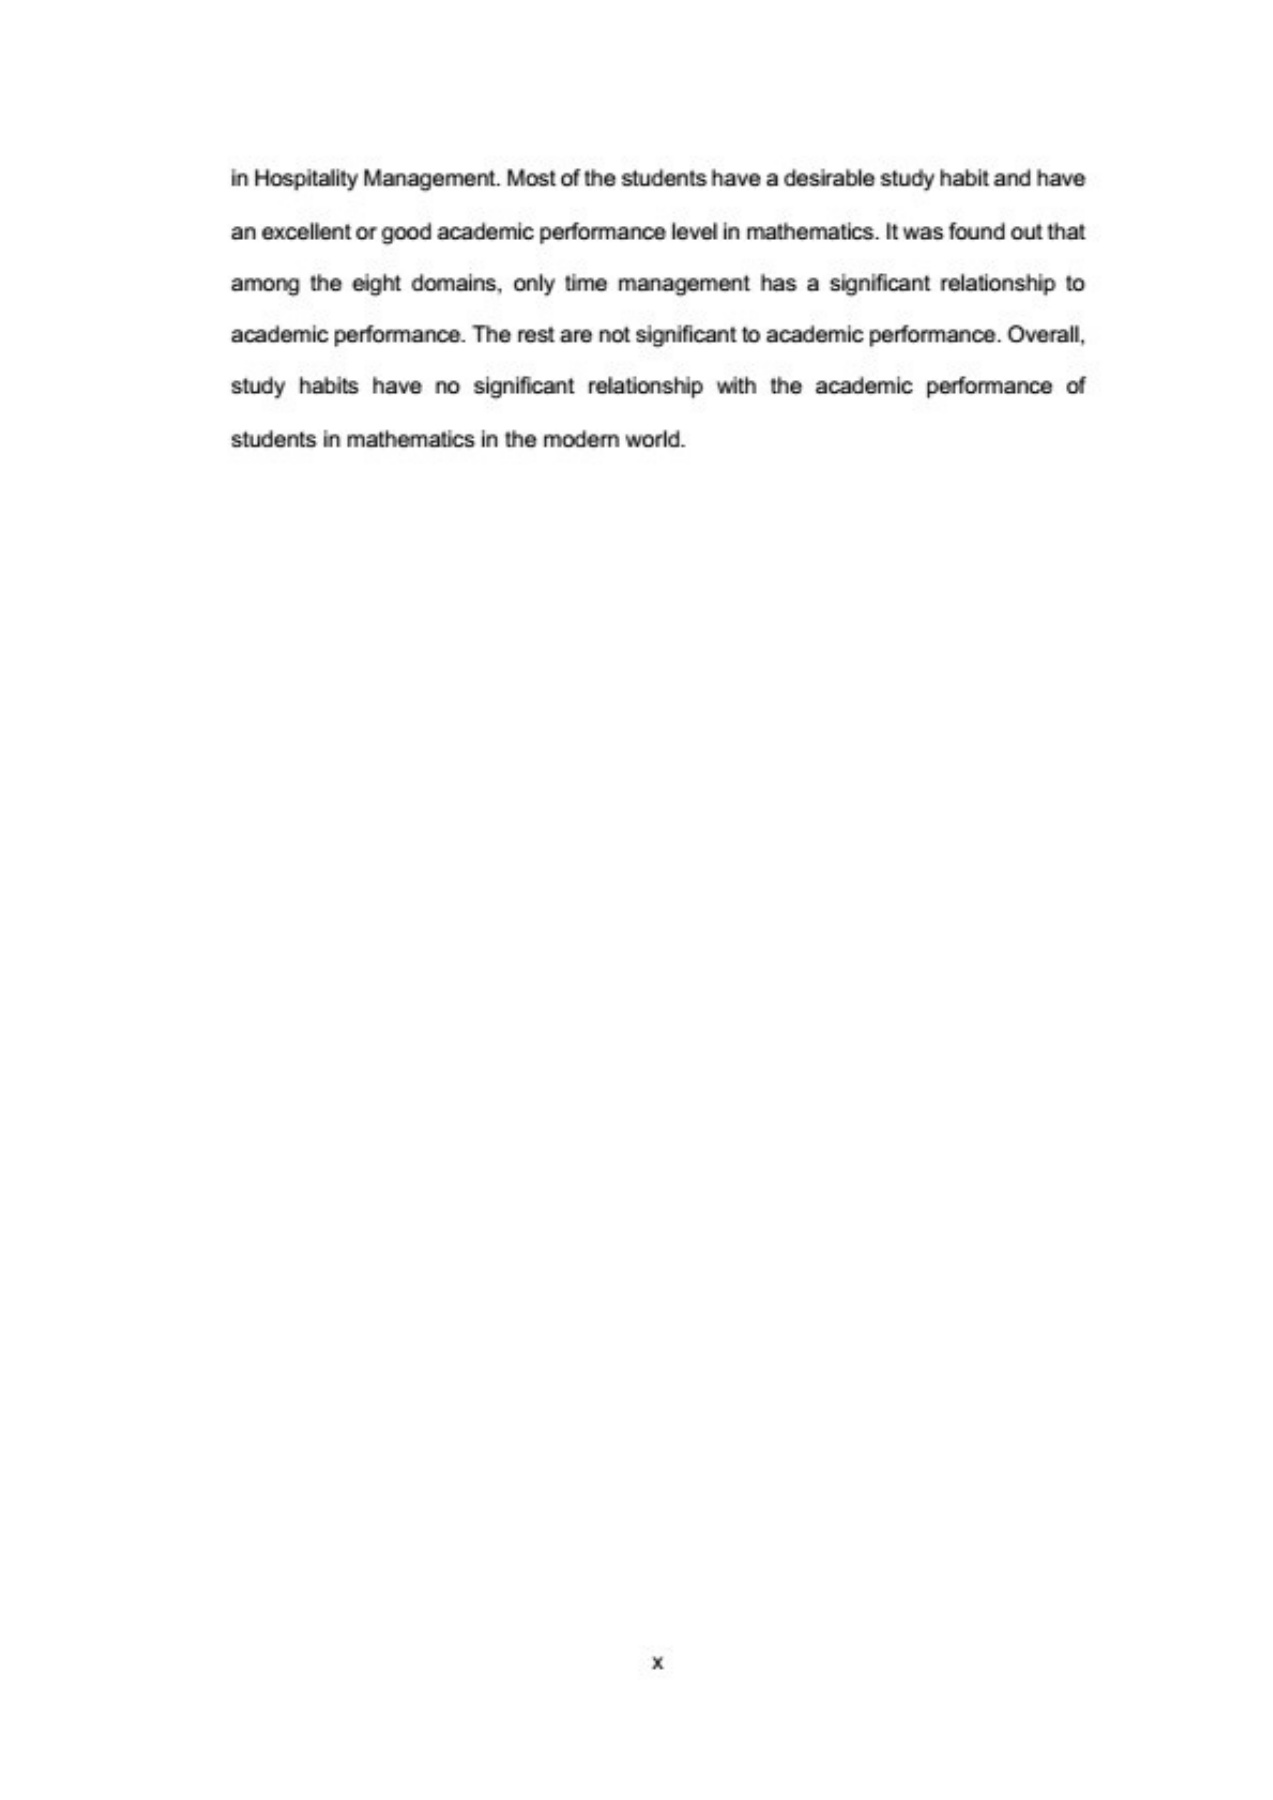 in Hospitality Management. Most of the students have a desirable study habit and have
an excellent or good academic performance level in mathematics. It was found out that
among the eight domains, only time management has a significant relationship to
academic performance. The rest are not significant to academic performance. Overall,
study habits have no significant relationship with the academic performance of
students in mathematics in the modern world.
x